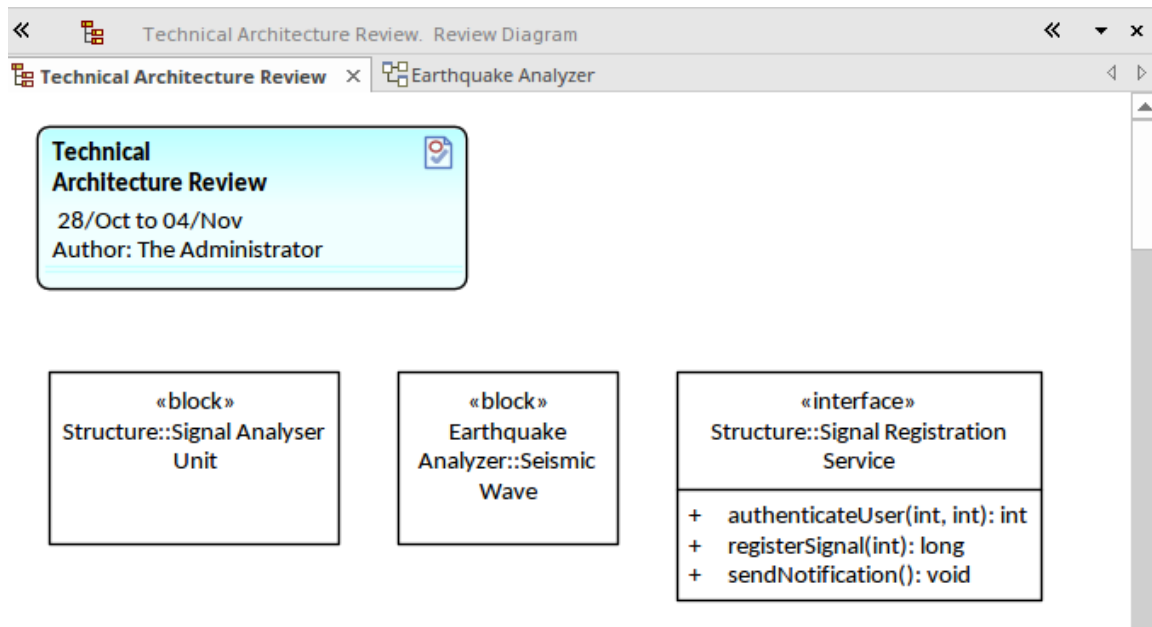 Technical Architecture Review.  Review Diagram
Technical Architecture Review
Earthquake Analyzer
Technical
Architecture Review
28/Oct to 04/Nov
Author: The Administrator
«block»
Structure::Signal Analyser
Unit
«block»
Earthquake
Analyzer::Seismic
Wave
«interface»
Structure::Signal Registration
Service
+ authenticateUser(int, int): int
+ registerSignal(int): long
+ sendNotification(): void